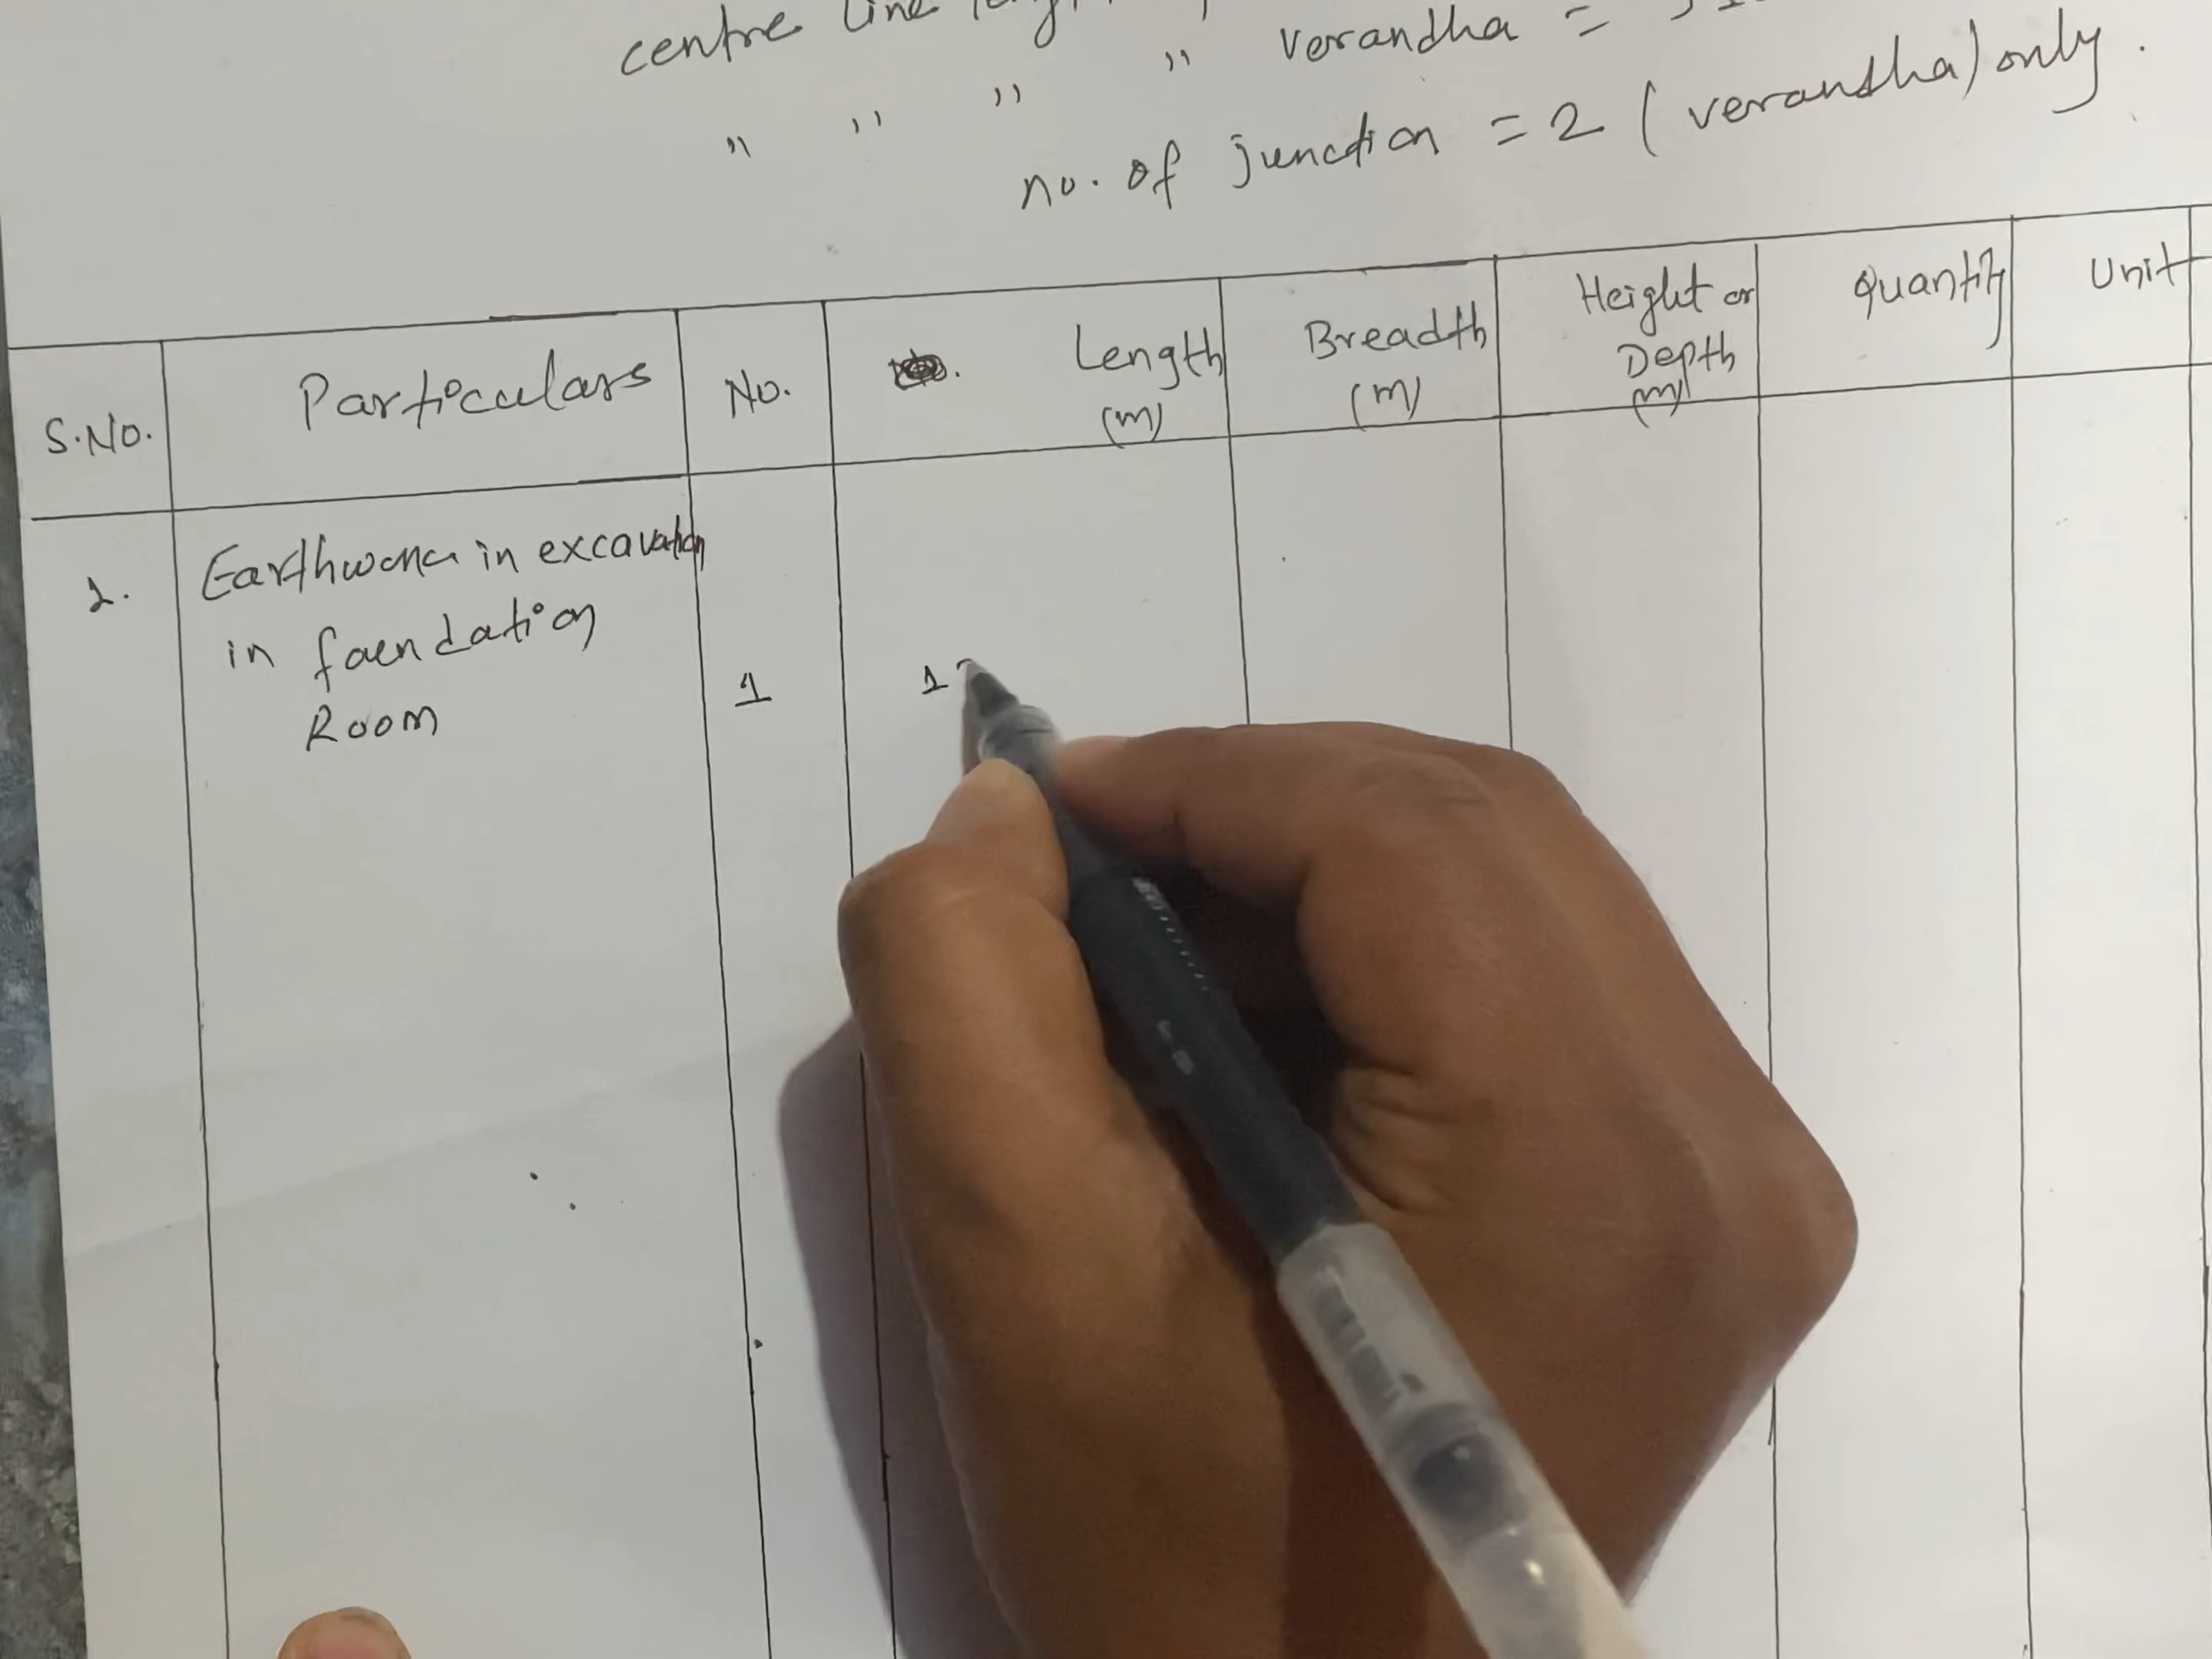 centre line
" " " " verandha =
no. of junction = 2 (verandha) only.
S.No. Particulars No. Length (m) Breadth (m) Height or Depth (m) Quantity Unit
1. Earthwork in excavation
in foundation
Room 1 1